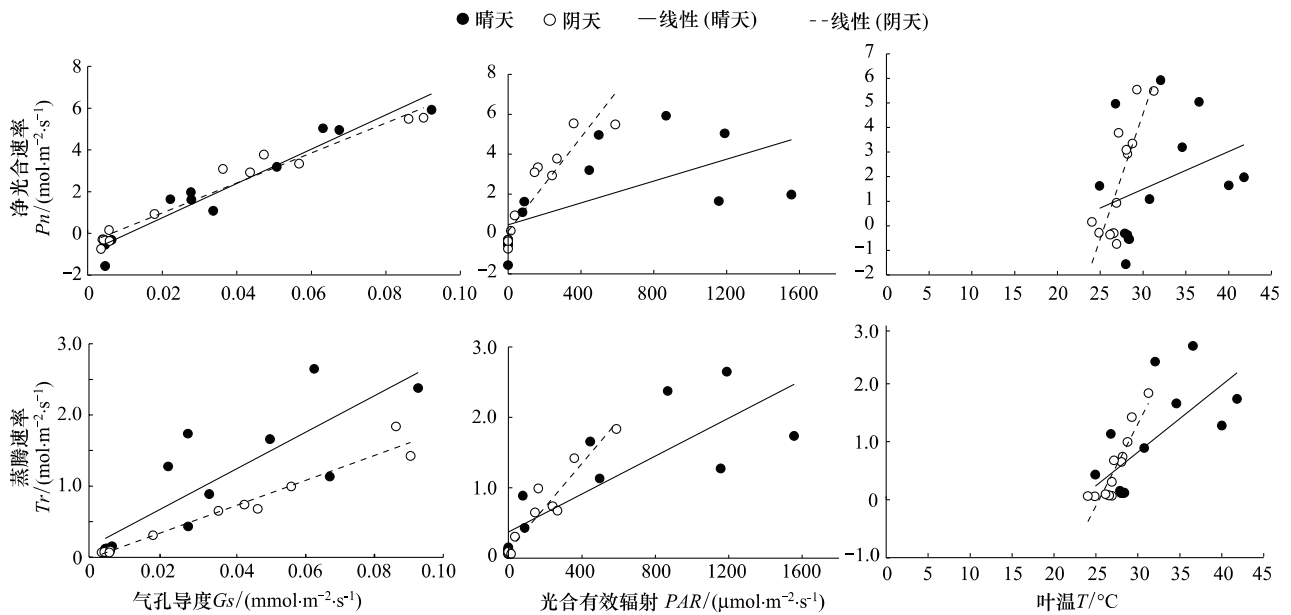 ● 晴天 ○ 阴天 —线性 (晴天) --线性 (阴天)
净光合速率
Pn/(mol·m⁻²·s⁻¹)
0
6
4
2
0
−2
0 0.02 0.04 0.06 0.08 0.10
8
6
4
2
0
−2
0 400 800 1200 1600
7
6
5
4
3
2
1
0
−1
−2
0 5 10 15 20 25 30 35 40 45
蒸腾速率
Tr/(mol·m⁻²·s⁻¹)
3.0
2.0
1.0
0
0 0.02 0.04 0.06 0.08 0.10
气孔导度Gs/(mmol·m⁻²·s⁻¹)
3.0
2.0
1.0
0
0 400 800 1200 1600
光合有效辐射 PAR/(μmol·m⁻²·s⁻¹)
3.0
2.0
1.0
0
−1.0
0 5 10 15 20 25 30 35 40 45
叶温T/°C